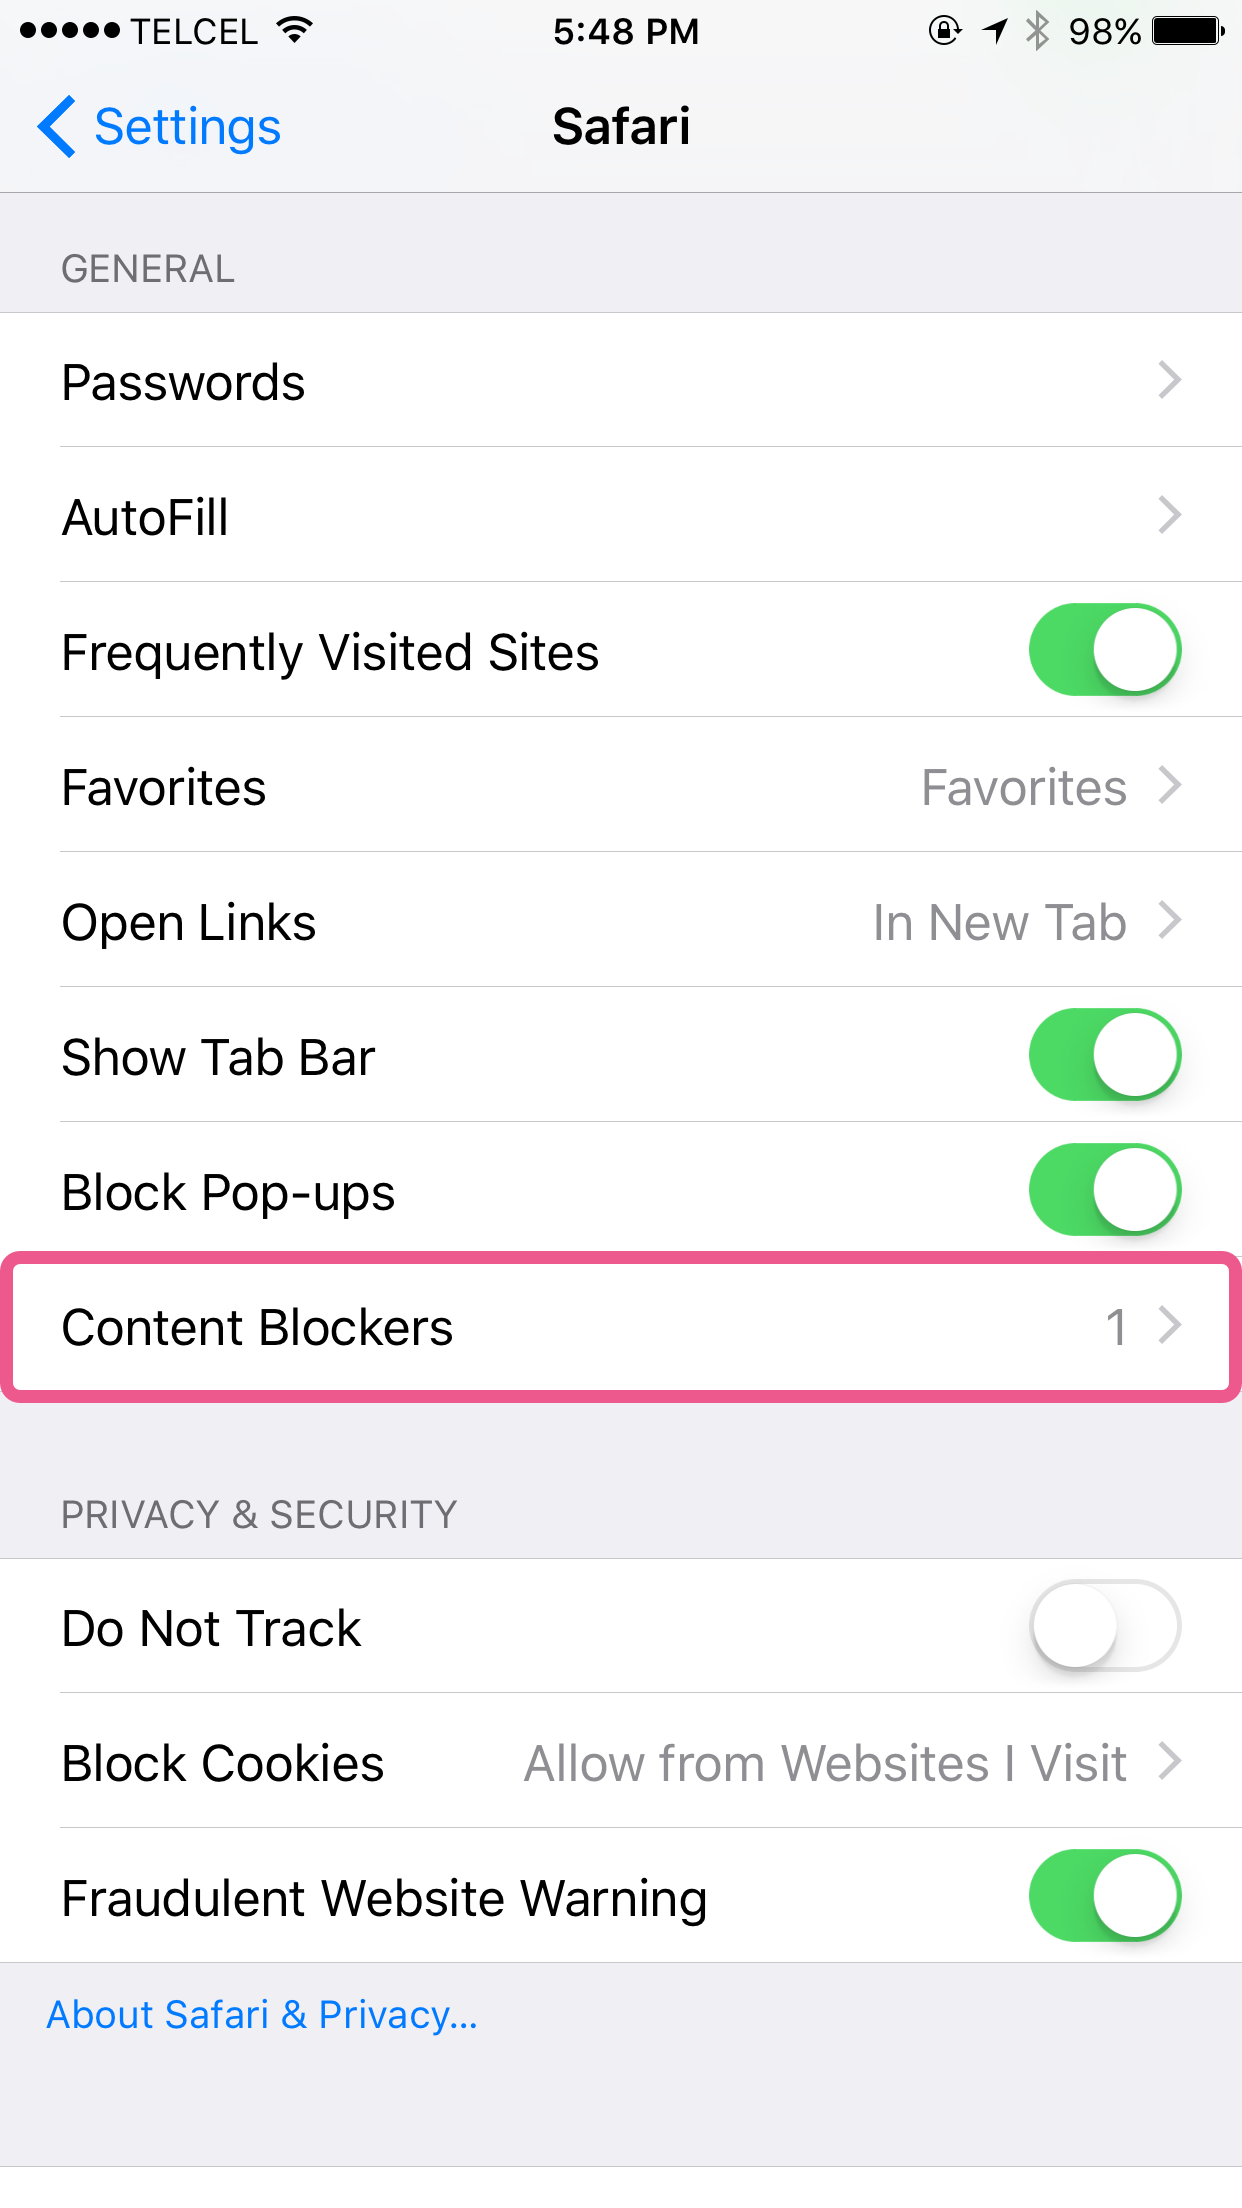 TELCEL 5:48 PM 98%
Settings Safari
GENERAL
Passwords
AutoFill
Frequently Visited Sites
Favorites Favorites
Open Links In New Tab
Show Tab Bar
Block Pop-ups
Content Blockers 1
PRIVACY & SECURITY
Do Not Track
Block Cookies Allow from Websites I Visit
Fraudulent Website Warning
About Safari & Privacy...